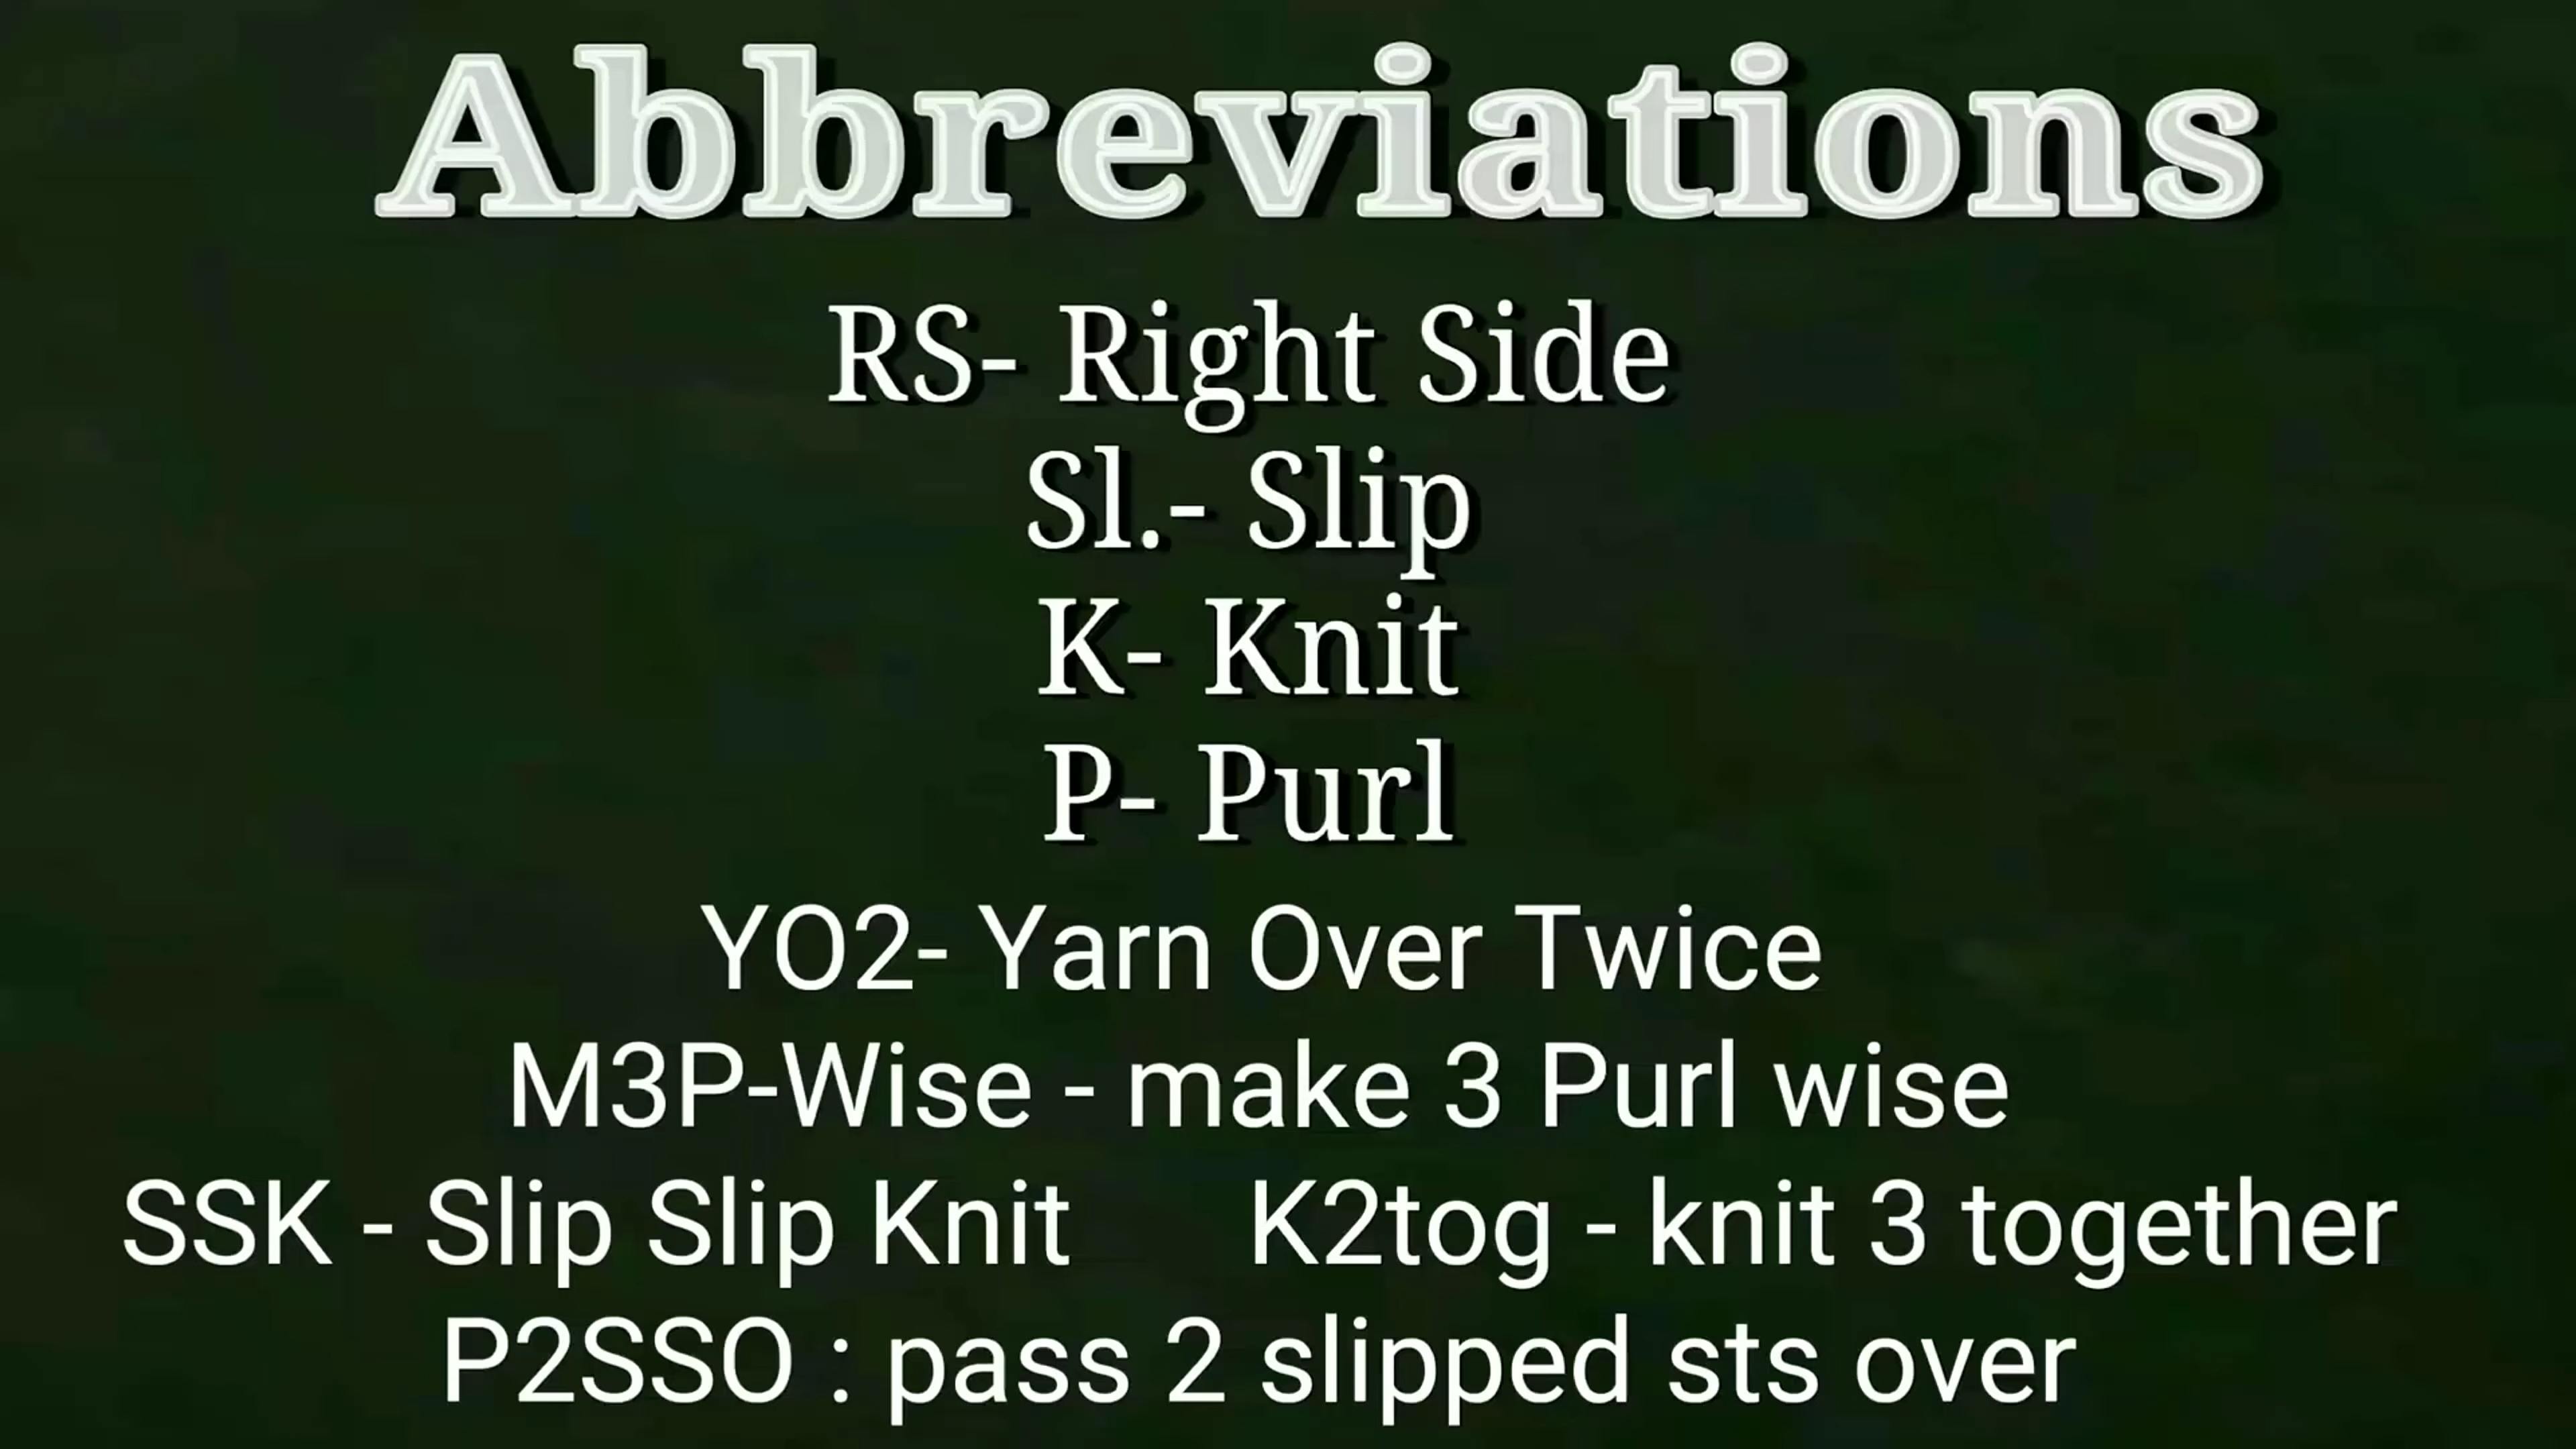 Abbreviations
RS- Right Side
Sl.- Slip
K- Knit
P- Purl
YO2- Yarn Over Twice
M3P-Wise - make 3 Purl wise
SSK - Slip Slip Knit K2tog - knit 3 together
P2SSO : pass 2 slipped sts over